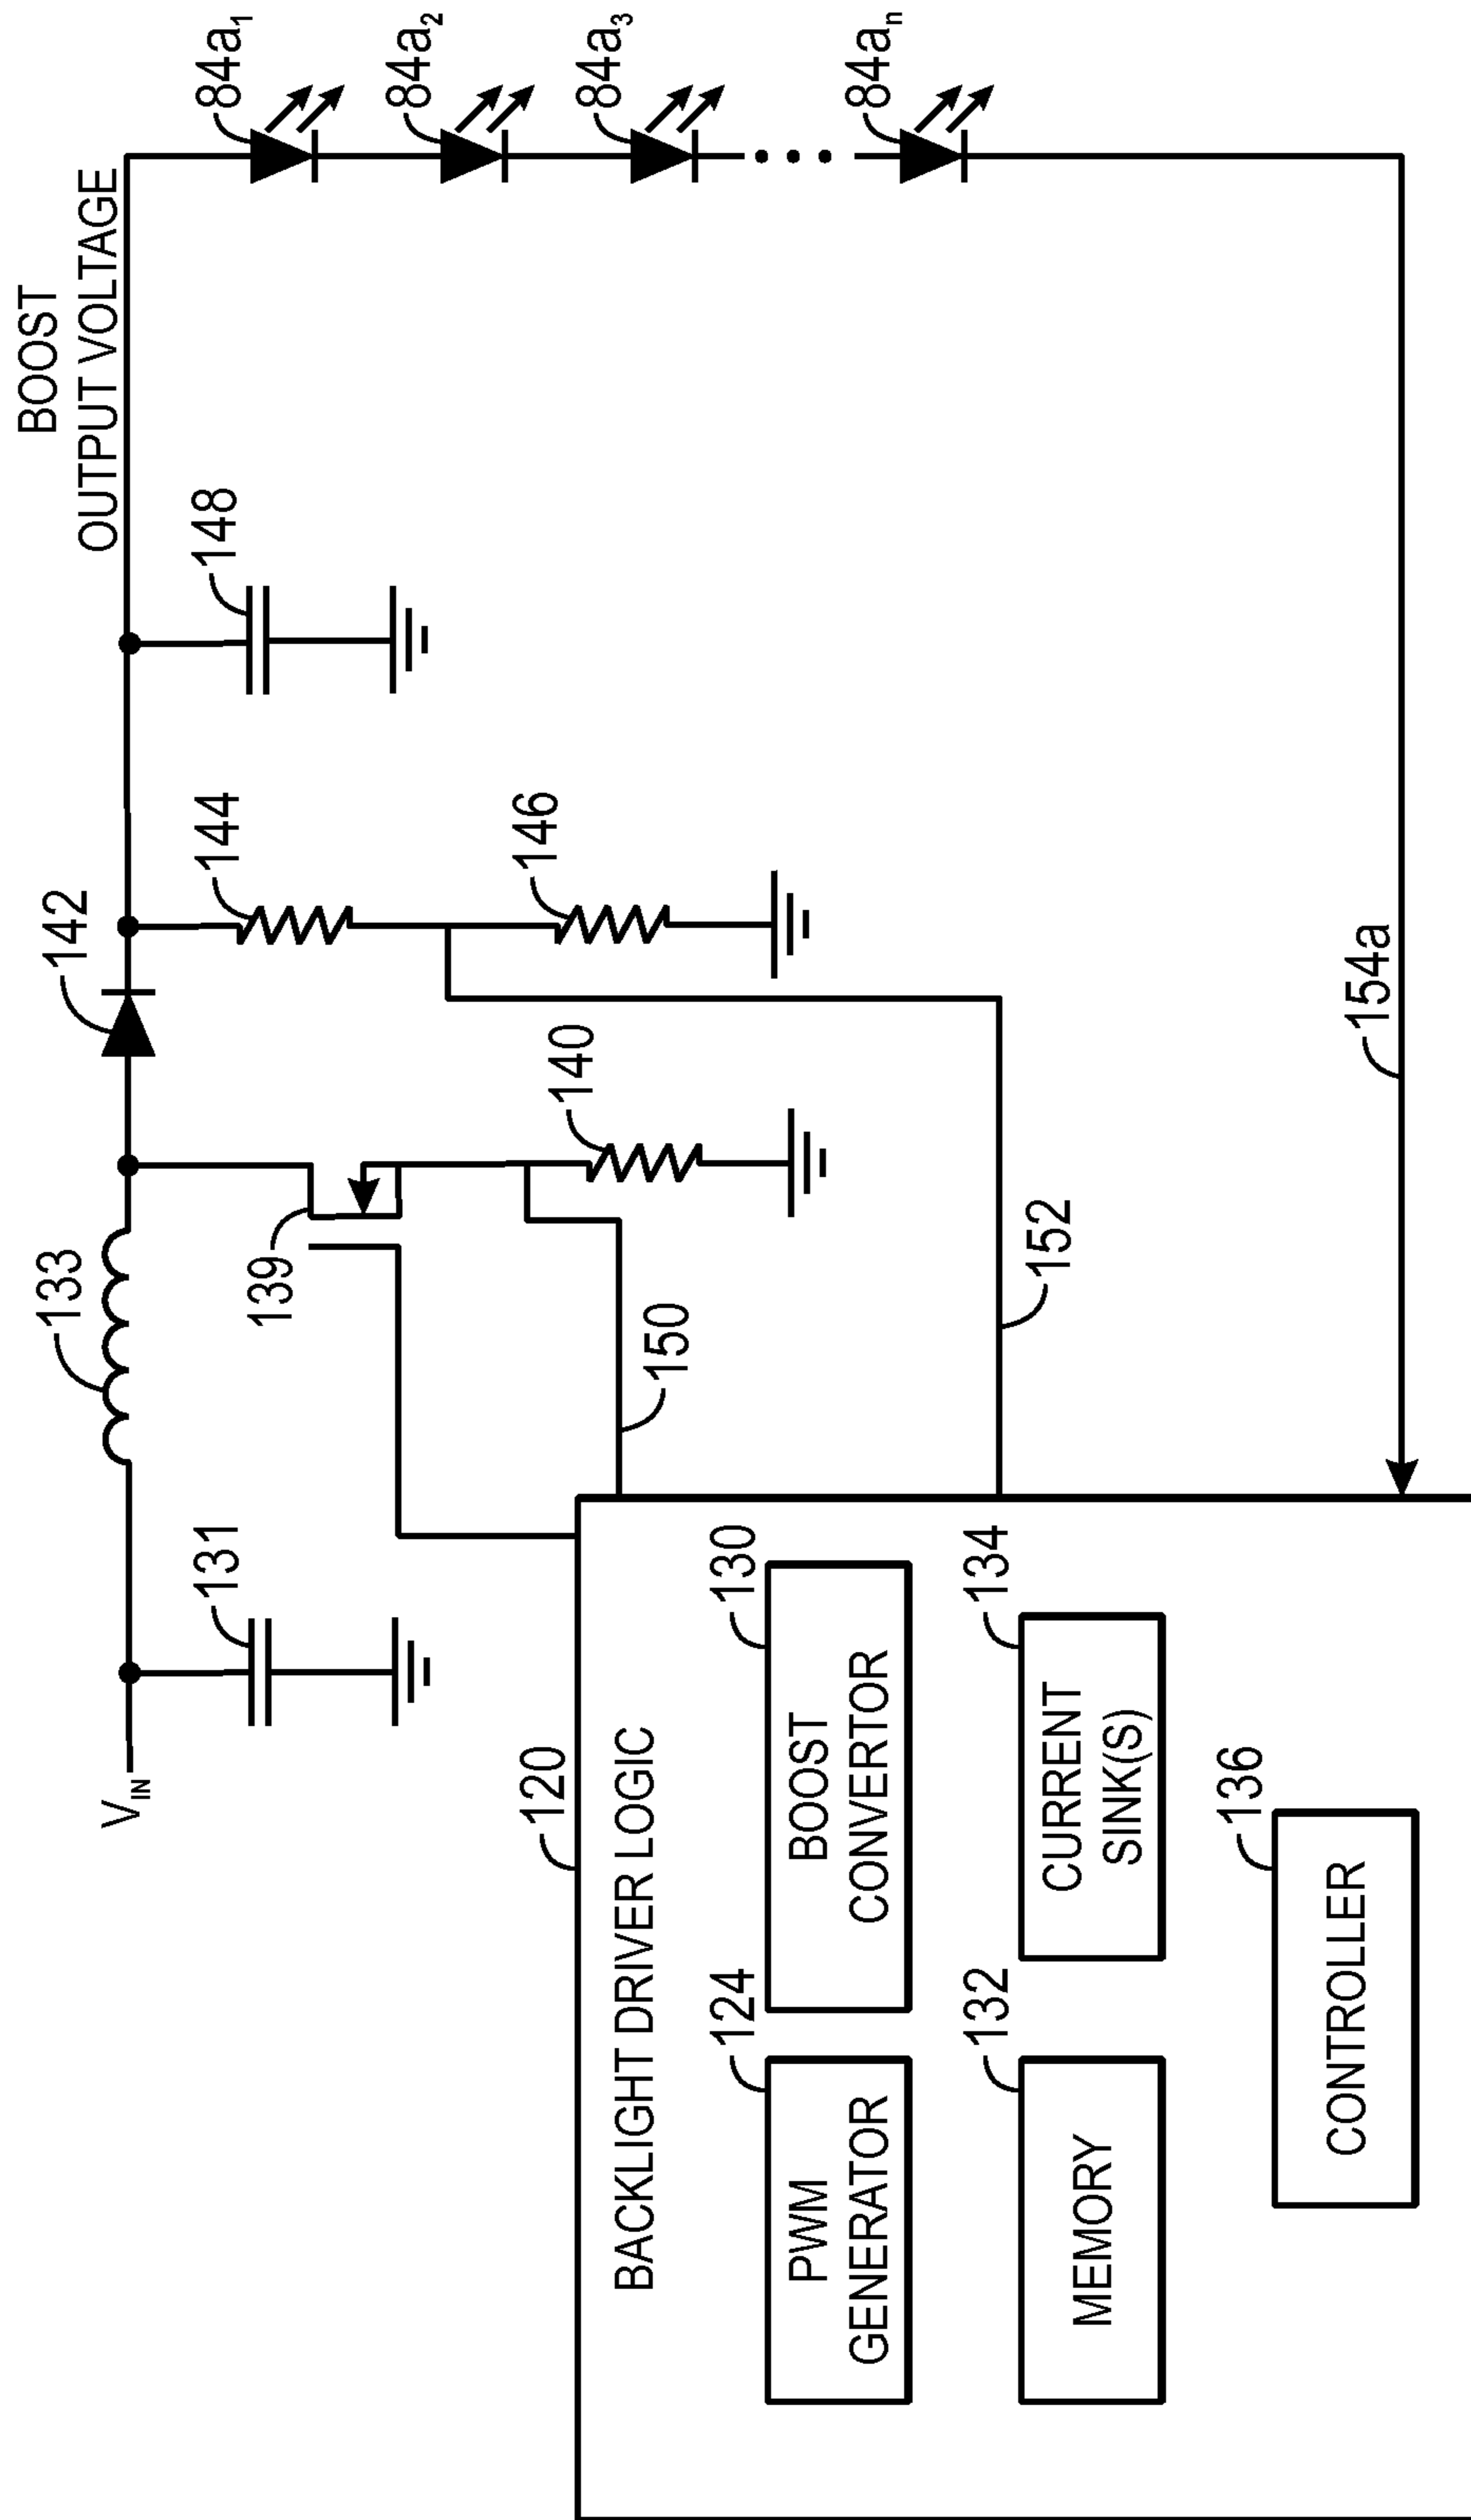 BOOST
OUTPUT VOLTAGE
V_IN
133
142
131
139
144
148
84a₁
84a₂
84a₃
84aₙ
140
146
150
152
154a
120
BACKLIGHT DRIVER LOGIC
124
PWM
GENERATOR
130
BOOST
CONVERTOR
132
MEMORY
134
CURRENT
SINK(S)
136
CONTROLLER